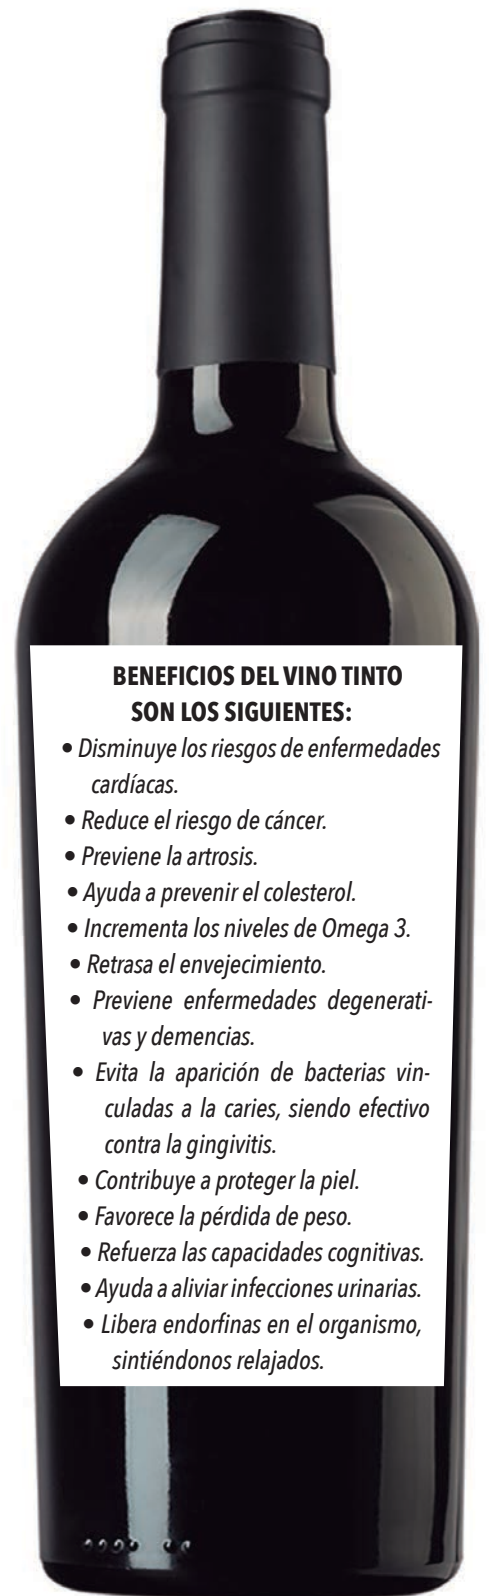 BENEFICIOS DEL VINO TINTO
SON LOS SIGUIENTES:
• Disminuye los riesgos de enfermedades
cardíacas.
• Reduce el riesgo de cáncer.
• Previene la artrosis.
• Ayuda a prevenir el colesterol.
• Incrementa los niveles de Omega 3.
• Retrasa el envejecimiento.
• Previene enfermedades degenerati-
vas y demencias.
• Evita la aparición de bacterias vin-
culadas a la caries, siendo efectivo
contra la gingivitis.
• Contribuye a proteger la piel.
• Favorece la pérdida de peso.
• Refuerza las capacidades cognitivas.
• Ayuda a aliviar infecciones urinarias.
• Libera endorfinas en el organismo,
sintiéndonos relajados.